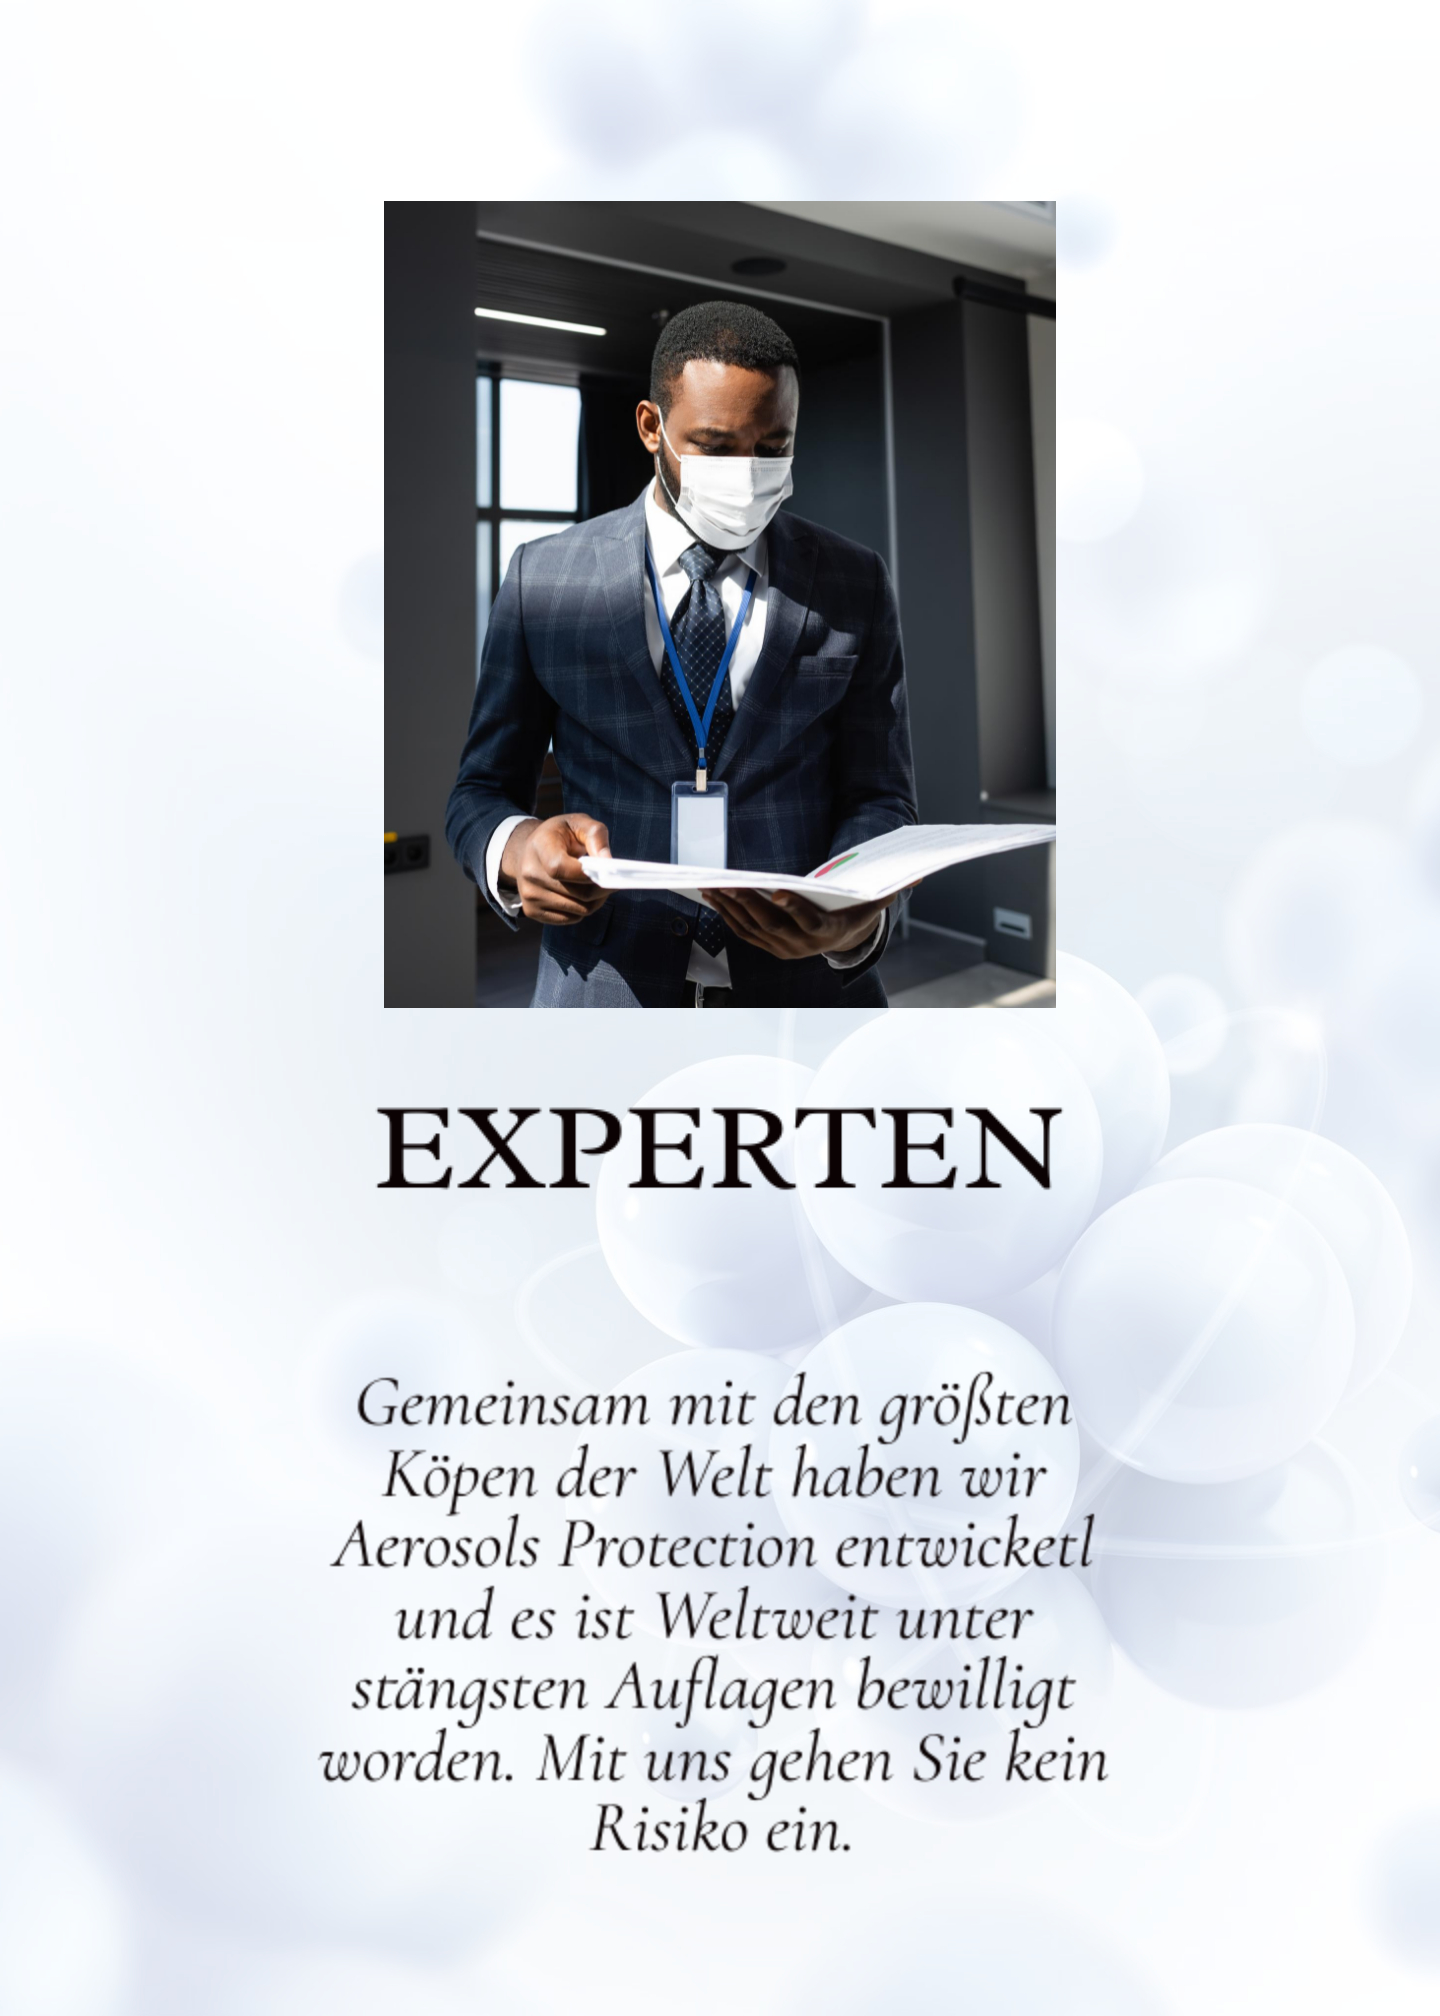 EXPERTEN
Gemeinsam mit den größten
Köpen der Welt haben wir
Aerosols Protection entwicketl
und es ist Weltweit unter
stängsten Auflagen bewilligt
worden. Mit uns gehen Sie kein
Risiko ein.